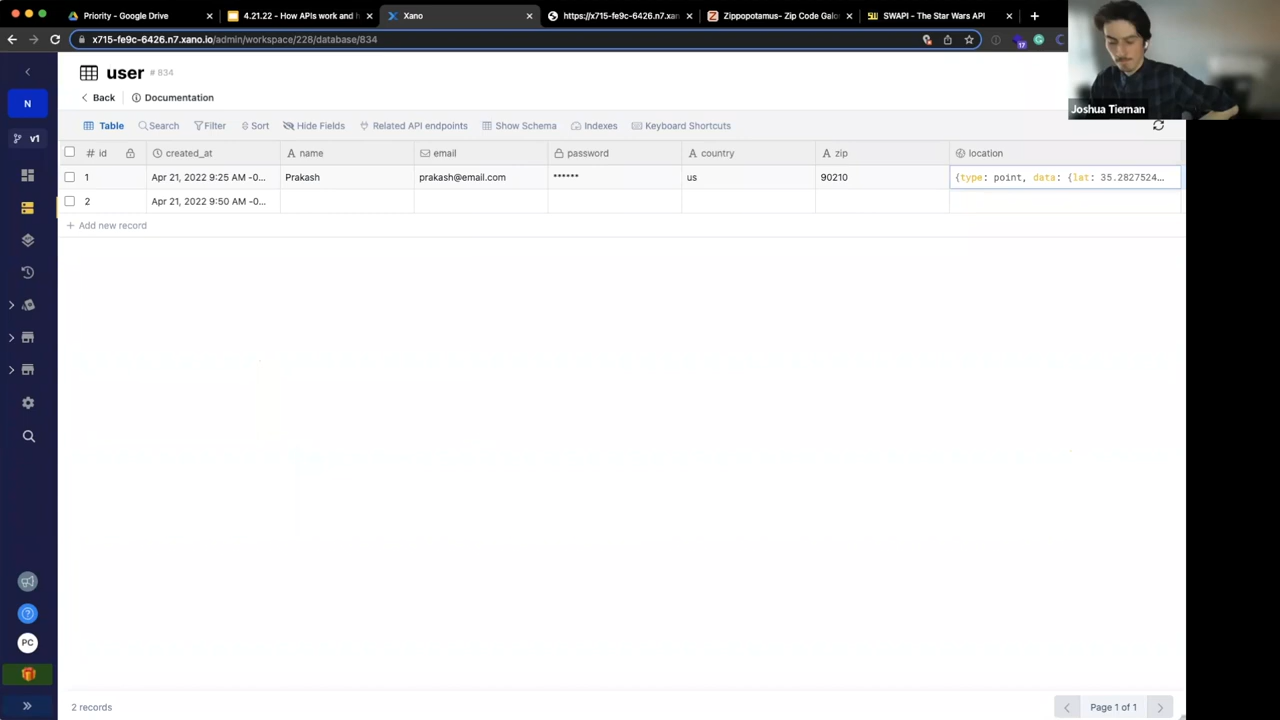 Priority - Google Drive
4.21.22 - How APIs work and h
Xano
https://x715-fe9c-6426.n7.xan
Zippopotamus- Zip Code Galo
SWAPI - The Star Wars API
x715-fe9c-6426.n7.xano.io/admin/workspace/228/database/834
17
Joshua Tiernan
user # 834
Back
Documentation
N
v1
Table
Search
Filter
Sort
Hide Fields
Related API endpoints
Show Schema
Indexes
Keyboard Shortcuts
# id created_at A name email password A country A zip location
1 Apr 21, 2022 9:25 AM -0... Prakash prakash@email.com ****** us 90210 {type: point, data: {lat: 35.2827524…
2 Apr 21, 2022 9:50 AM -0...
+ Add new record
?
PC
2 records
Page 1 of 1